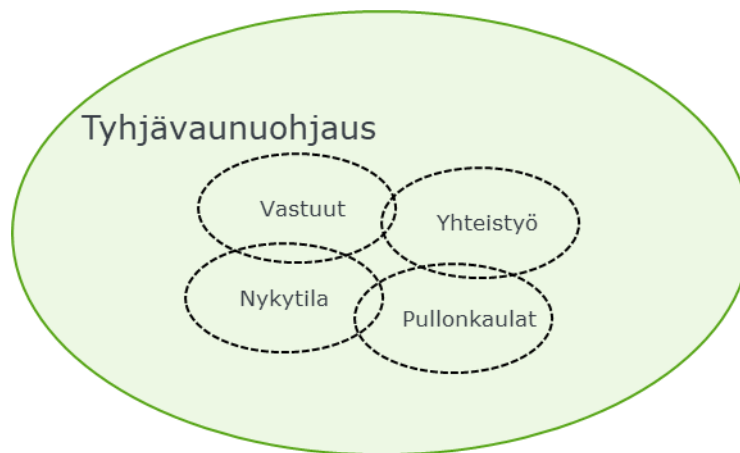 Tyhjävaunuohjaus
Vastuut
Yhteistyö
Nykytila
Pullonkaulat